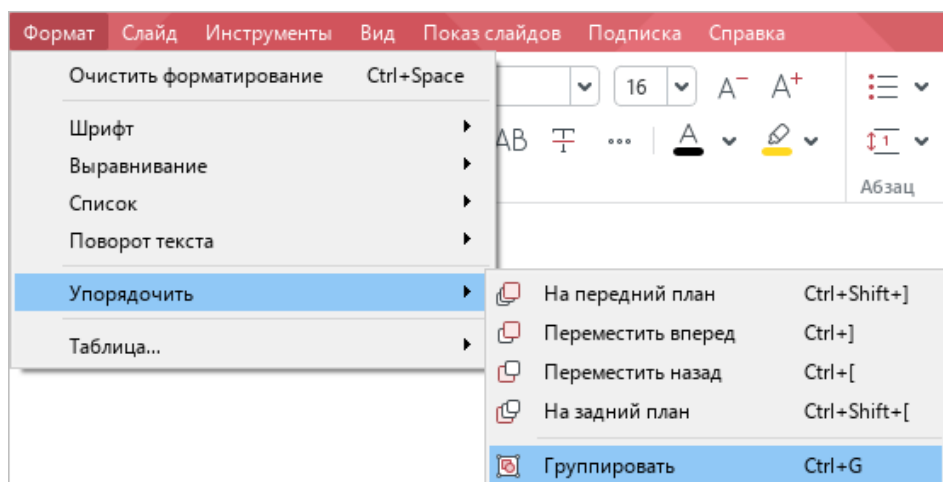 Формат Слайд Инструменты Вид Показ слайдов Подписка Справка
Очистить форматирование Ctrl+Space
16 A− A+
Шрифт
AB T ... A
1
Выравнивание
Абзац
Список
Поворот текста
Упорядочить
На передний план Ctrl+Shift+]
Переместить вперед Ctrl+]
Таблица...
Переместить назад Ctrl+[
На задний план Ctrl+Shift+[
Группировать Ctrl+G